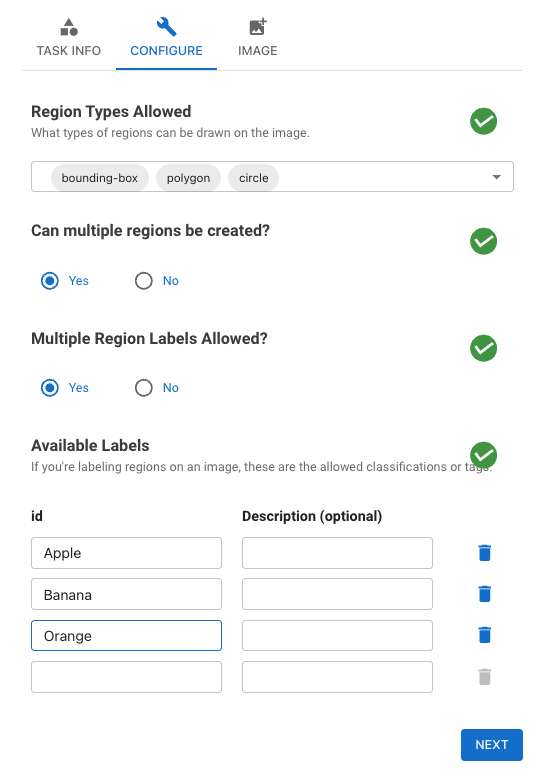 TASK INFO CONFIGURE IMAGE
Region Types Allowed
What types of regions can be drawn on the image.
bounding-box polygon circle
Can multiple regions be created?
Yes No
Multiple Region Labels Allowed?
Yes No
Available Labels
If you're labeling regions on an image, these are the allowed classifications or tags.
id Description (optional)
Apple
Banana
Orange
NEXT